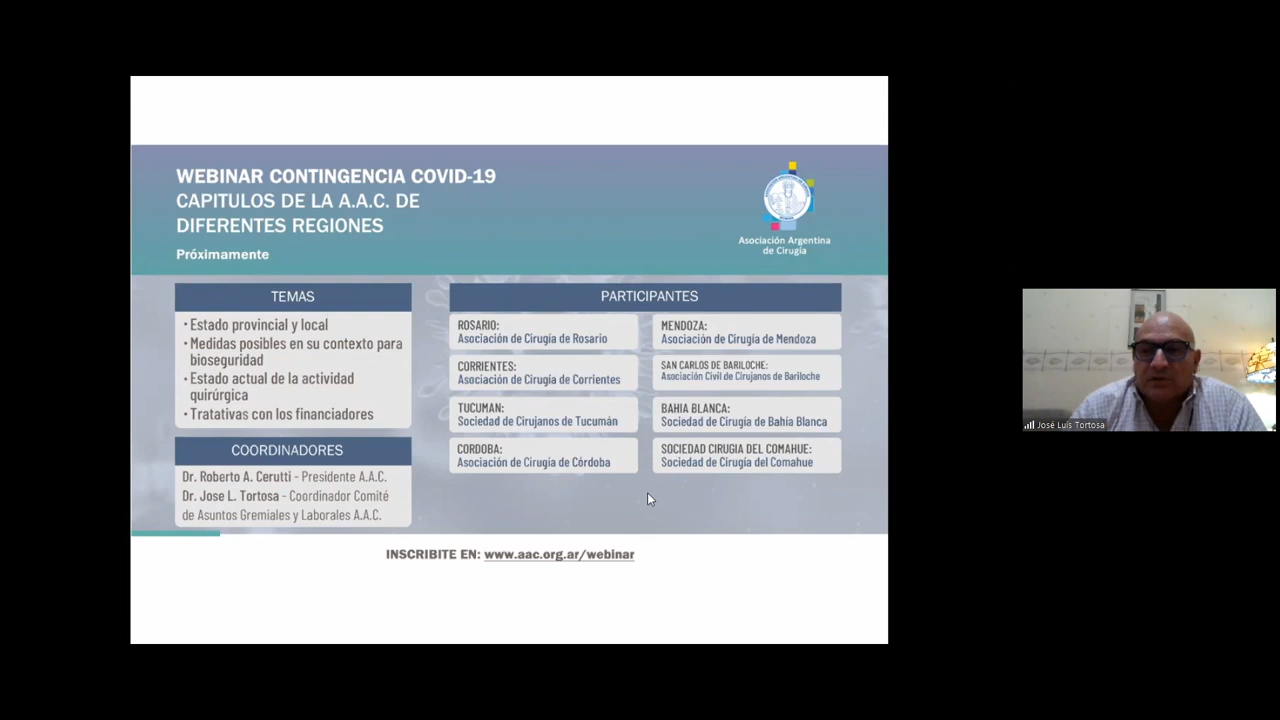 WEBINAR CONTINGENCIA COVID-19
CAPITULOS DE LA A.A.C. DE
DIFERENTES REGIONES
Próximamente
Asociación Argentina
de Cirugía
TEMAS
• Estado provincial y local
• Medidas posibles en su contexto para
bioseguridad
• Estado actual de la actividad
quirúrgica
• Tratativas con los financiadores
COORDINADORES
Dr. Roberto A. Cerutti - Presidente A.A.C.
Dr. Jose L. Tortosa - Coordinador Comité
de Asuntos Gremiales y Laborales A.A.C.
PARTICIPANTES
ROSARIO:
Asociación de Cirugía de Rosario
MENDOZA:
Asociación de Cirugía de Mendoza
CORRIENTES:
Asociación de Cirugía de Corrientes
SAN CARLOS DE BARILOCHE:
Asociación Civil de Cirujanos de Bariloche
TUCUMAN:
Sociedad de Cirujanos de Tucumán
BAHIA BLANCA:
Sociedad de Cirugía de Bahía Blanca
CORDOBA:
Asociación de Cirugía de Córdoba
SOCIEDAD CIRUGIA DEL COMAHUE:
Sociedad de Cirugía del Comahue
INSCRIBITE EN: www.aac.org.ar/webinar
José Luis Tortosa